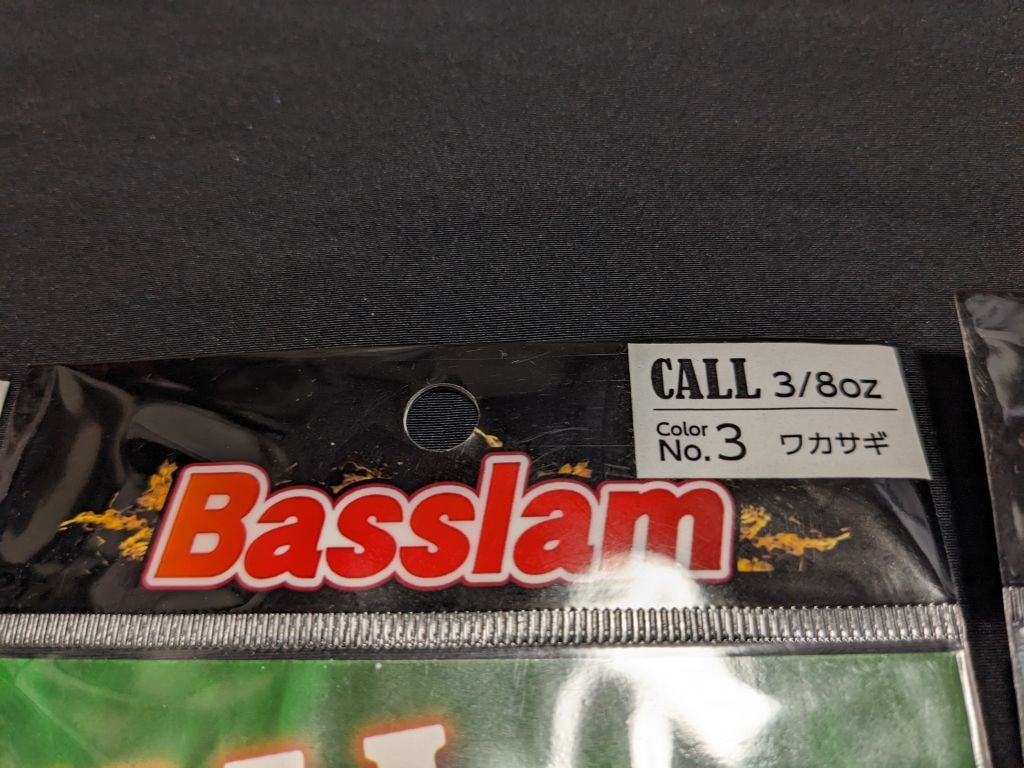 CALL 3/8oz
Color No.3 ワカサギ
Basslam